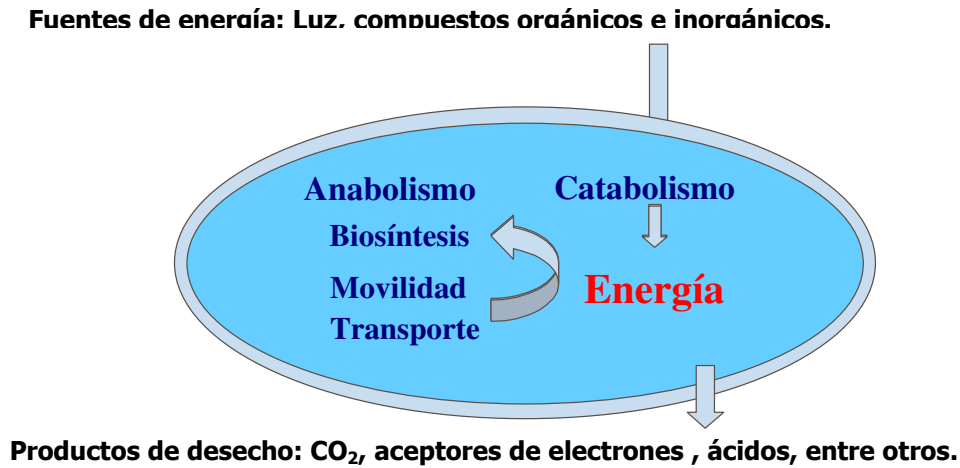 Fuentes de energía: Luz, compuestos orgánicos e inorgánicos.
Anabolismo
Catabolismo
Biosíntesis
Movilidad
Energía
Transporte
Productos de desecho: CO₂, aceptores de electrones , ácidos, entre otros.